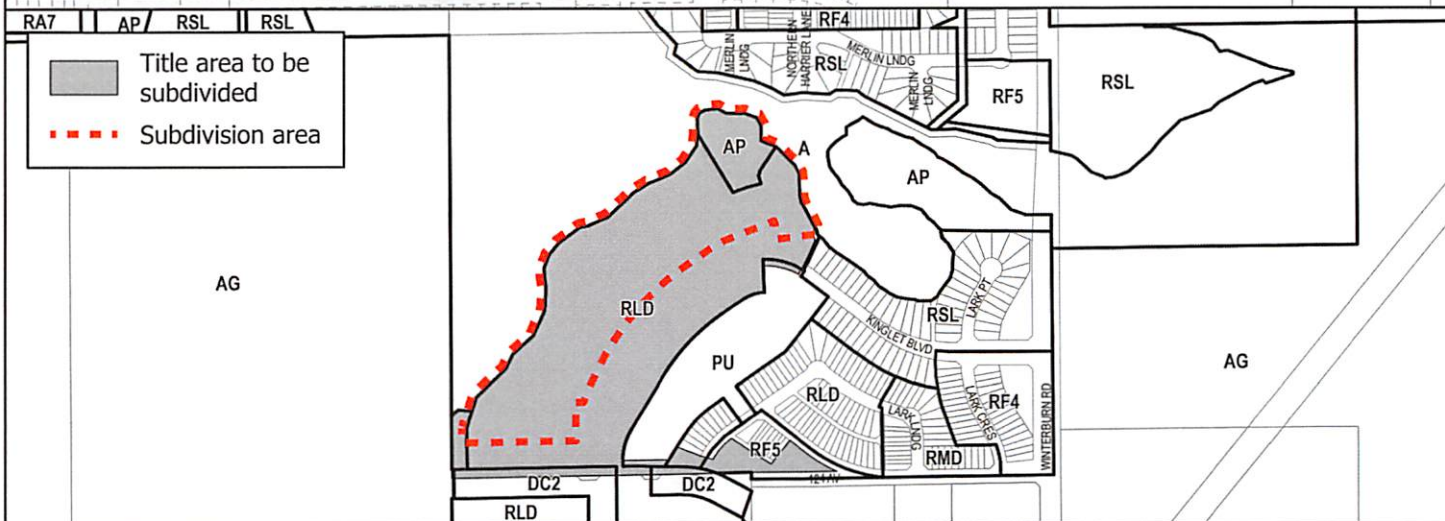 RA7
AP
RSL
RSL
Title area to be
subdivided
Subdivision area
RF4
MERLIN
LNDG
NORTHERN
HARRIER LANE
MERLIN LNDG
RSL
MERLIN
LNDG
RF5
RSL
AP
A
AP
AG
RLD
RSL
LARK PT
KINGLET BLVD
PU
AG
RLD
RF4
LARK CRES
LARK
LNDG
WINTERBURN RD
RF5
RMD
124 AV
DC2
DC2
RLD